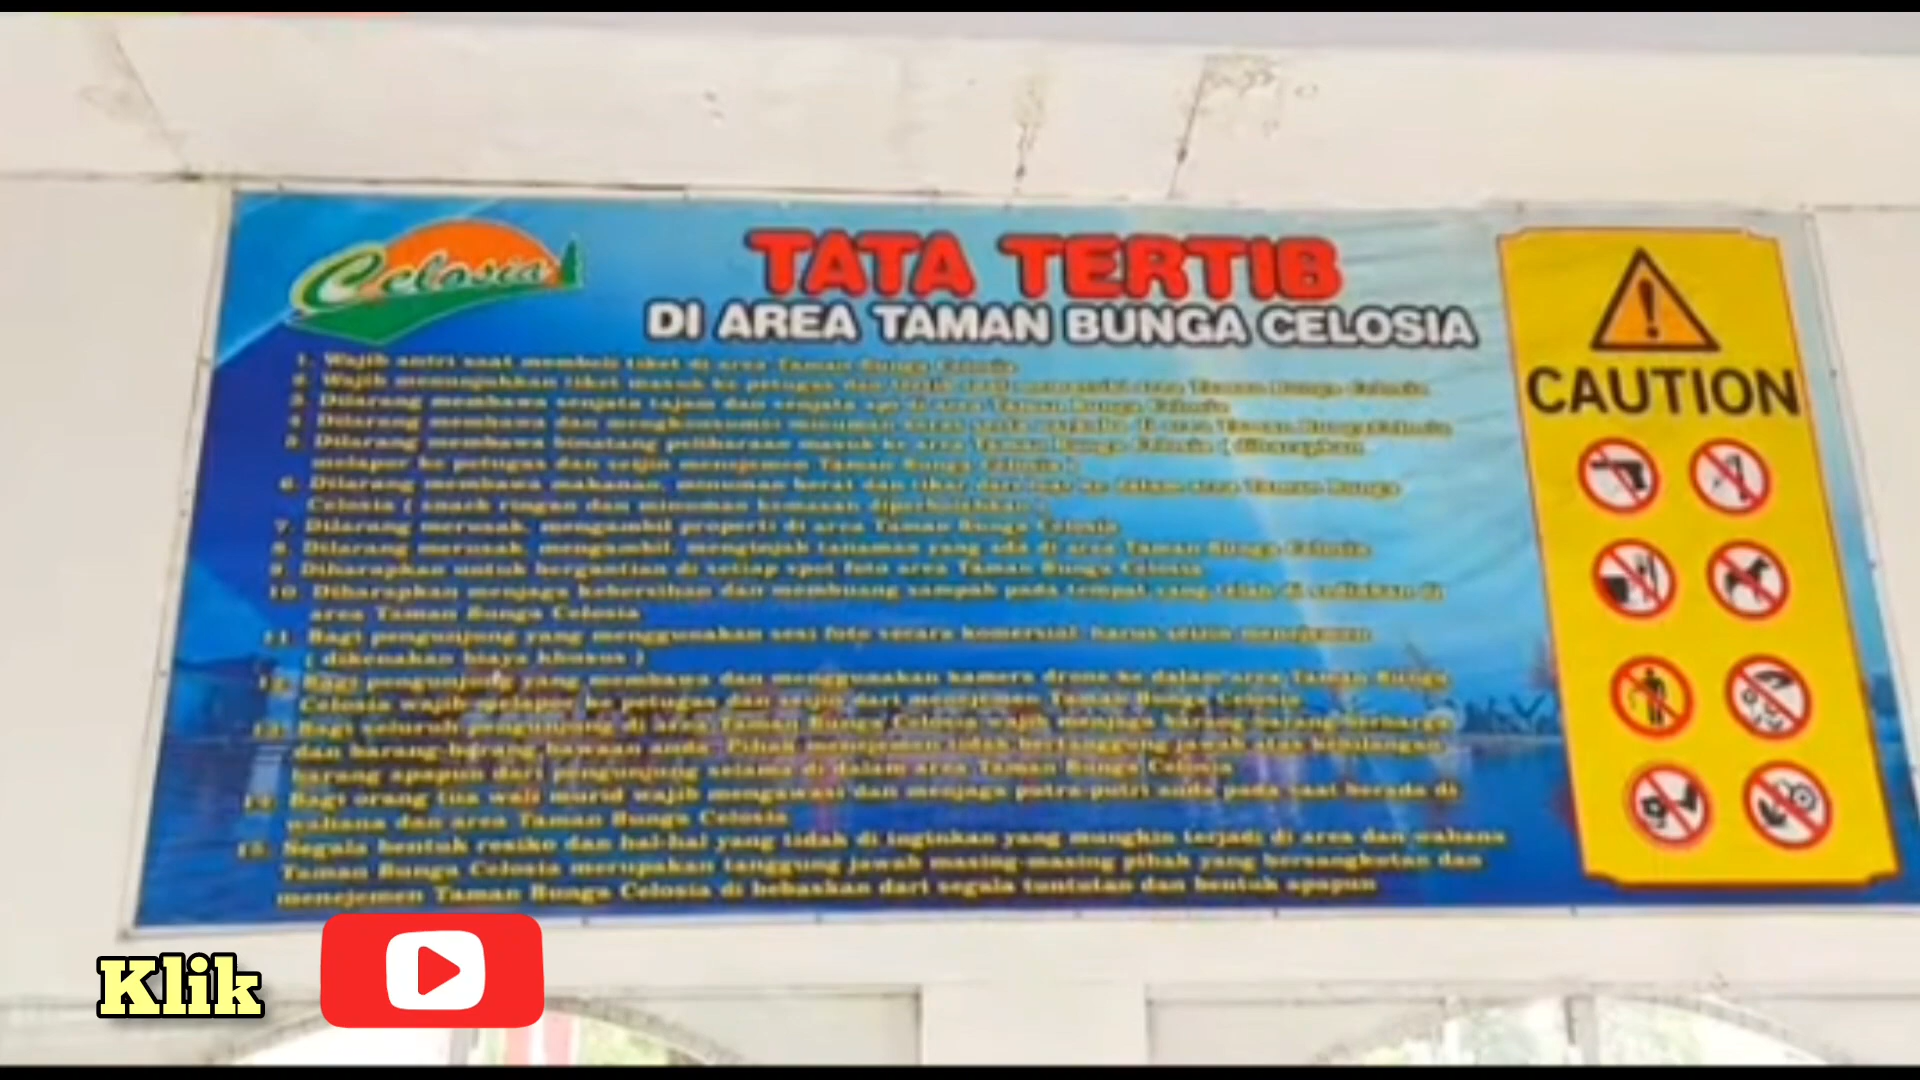 Celosia
TATA TERTIB
DI AREA TAMAN BUNGA CELOSIA
1. Wajib antri saat membeli tiket di area Taman Bunga Celosia
2. Wajib menunjukkan tiket masuk ke petugas dan area Taman Bunga Celosia
3. Dilarang membawa senjata tajam dan senjata api di area Taman Bunga Celosia
4. Dilarang membawa dan mengkonsumsi minuman keras serta narkoba di area Taman BungaCelosia
5. Dilarang membawa binatang peliharaan masuk ke area Taman Bunga Celosia ( diharapkan
melapor ke petugas dan seijin menejemen Taman Bunga Celosia )
6. Dilarang membawa makanan, minuman berat dan tikar dari luar ke dalam area Taman Bunga
Celosia ( snack ringan dan minuman kemasan diperbolehkan )
7. Dilarang merusak, mengambil properti di area Taman Bunga Celosia
8. Dilarang merusak, mengambil, menginjak tanaman yang ada di area Taman Bunga Celosia
9. Diharapkan untuk bergantian di setiap spot foto area Taman Bunga Celosia
10. Diharapkan menjaga kebersihan dan membuang sampah pada tempat yang telah di sediakan di
area Taman Bunga Celosia
11. Bagi pengunjung yang menggunakan sesi foto secara komersial, harus seijin menejemen
( dikenakan biaya khusus )
12. Bagi pengunjung yang membawa dan menggunakan kamera drone ke dalam area Taman Bunga
Celosia wajib melapor ke petugas dan seijin dari menejemen Taman Bunga Celosia
13. Bagi seluruh pengunjung di area Taman Bunga Celosia wajib menjaga barang-barang berharga
dan barang-barang bawaan anda. Pihak menejemen tidak bertanggung jawab atas kehilangan
barang apapun dari pengunjung selama di dalam area Taman Bunga Celosia
14. Bagi orang tua wali murid wajib mengawasi dan menjaga putra-putri anda pada saat berada di
wahana dan area Taman Bunga Celosia
15. Segala bentuk resiko dan hal-hal yang tidak di inginkan yang mungkin terjadi di area dan wahana
Taman Bunga Celosia merupakan tanggung jawab masing-masing pihak yang bersangkutan dan
menejemen Taman Bunga Celosia di bebaskan dari segala tuntutan dan bentuk apapun
CAUTION
Klik